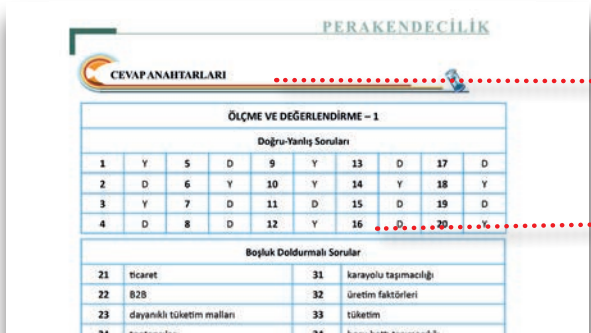 PERAKENDECİLİK
CEVAP ANAHTARLARI
ÖLÇME VE DEĞERLENDİRME – 1
Doğru-Yanlış Soruları
1 Y 5 D 9 Y 13 D 17 D
2 D 6 Y 10 Y 14 Y 18 Y
3 Y 7 D 11 D 15 D 19 D
4 D 8 D 12 Y 16 D 20 Y
Boşluk Doldurmalı Sorular
21 ticaret 31 karayolu taşımacılığı
22 B2B 32 üretim faktörleri
23 dayanıklı tüketim malları 33 tüketim